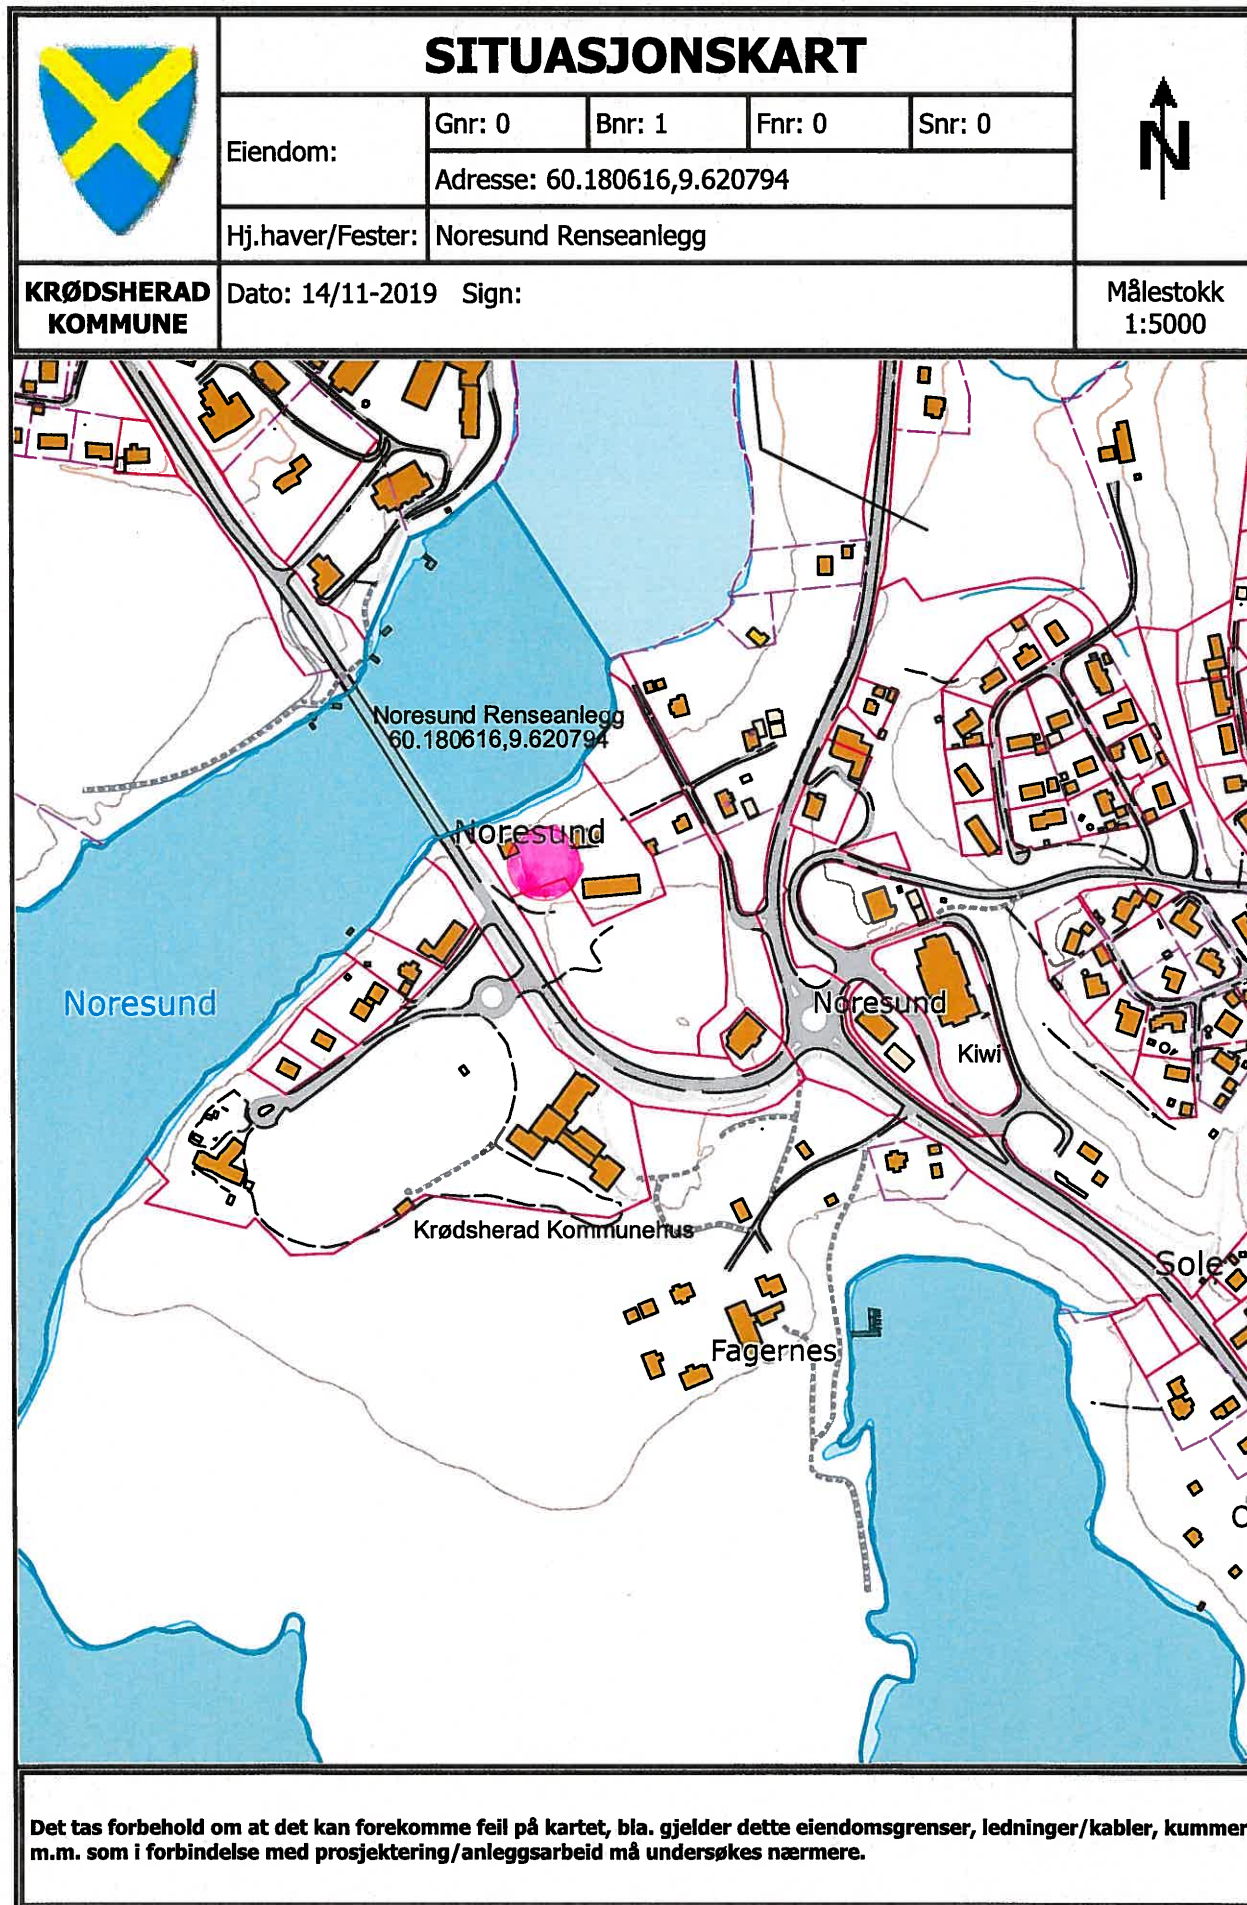 SITUASJONSKART
Eiendom:
Gnr: 0
Bnr: 1
Fnr: 0
Snr: 0
Adresse: 60.180616,9.620794
Hj.haver/Fester:
Noresund Renseanlegg
N
KRØDSHERAD
KOMMUNE
Dato: 14/11-2019 Sign:
Målestokk
1:5000
Noresund Renseanlegg
60.180616,9.620794
Noresund
Noresund
Noresund
Kiwi
Krødsherad Kommunehus
Sole
Fagernes
Det tas forbehold om at det kan forekomme feil på kartet, bla. gjelder dette eiendomsgrenser, ledninger/kabler, kummer
m.m. som i forbindelse med prosjektering/anleggsarbeid må undersøkes nærmere.